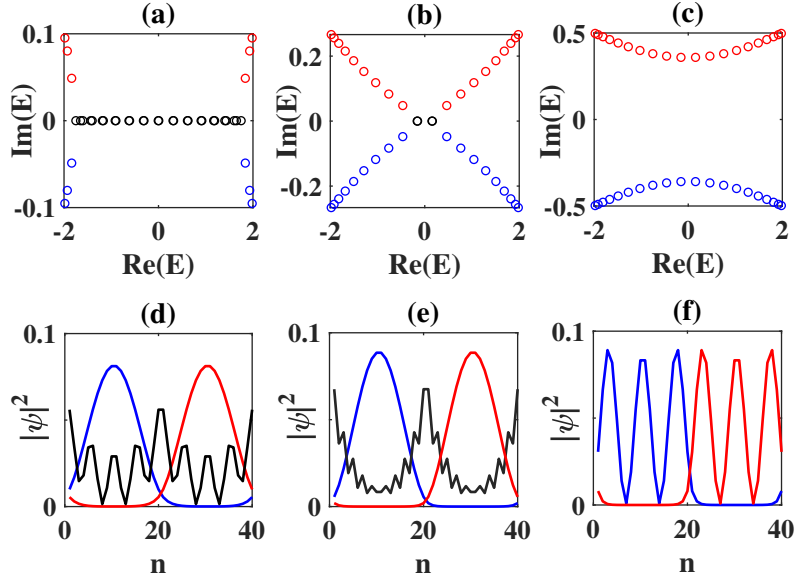 (a) (b) (c)
0.1 0.2 0.5
Im(E) Im(E) Im(E)
0 0 0
-0.1 -0.2 -0.5
-2 0 2 -2 0 2 -2 0 2
Re(E) Re(E) Re(E)
(d) (e) (f)
0.1 0.1 0.1
|ψ|² |ψ|² |ψ|²
0 0 0
0 20 40 0 20 40 0 20 40
n n n